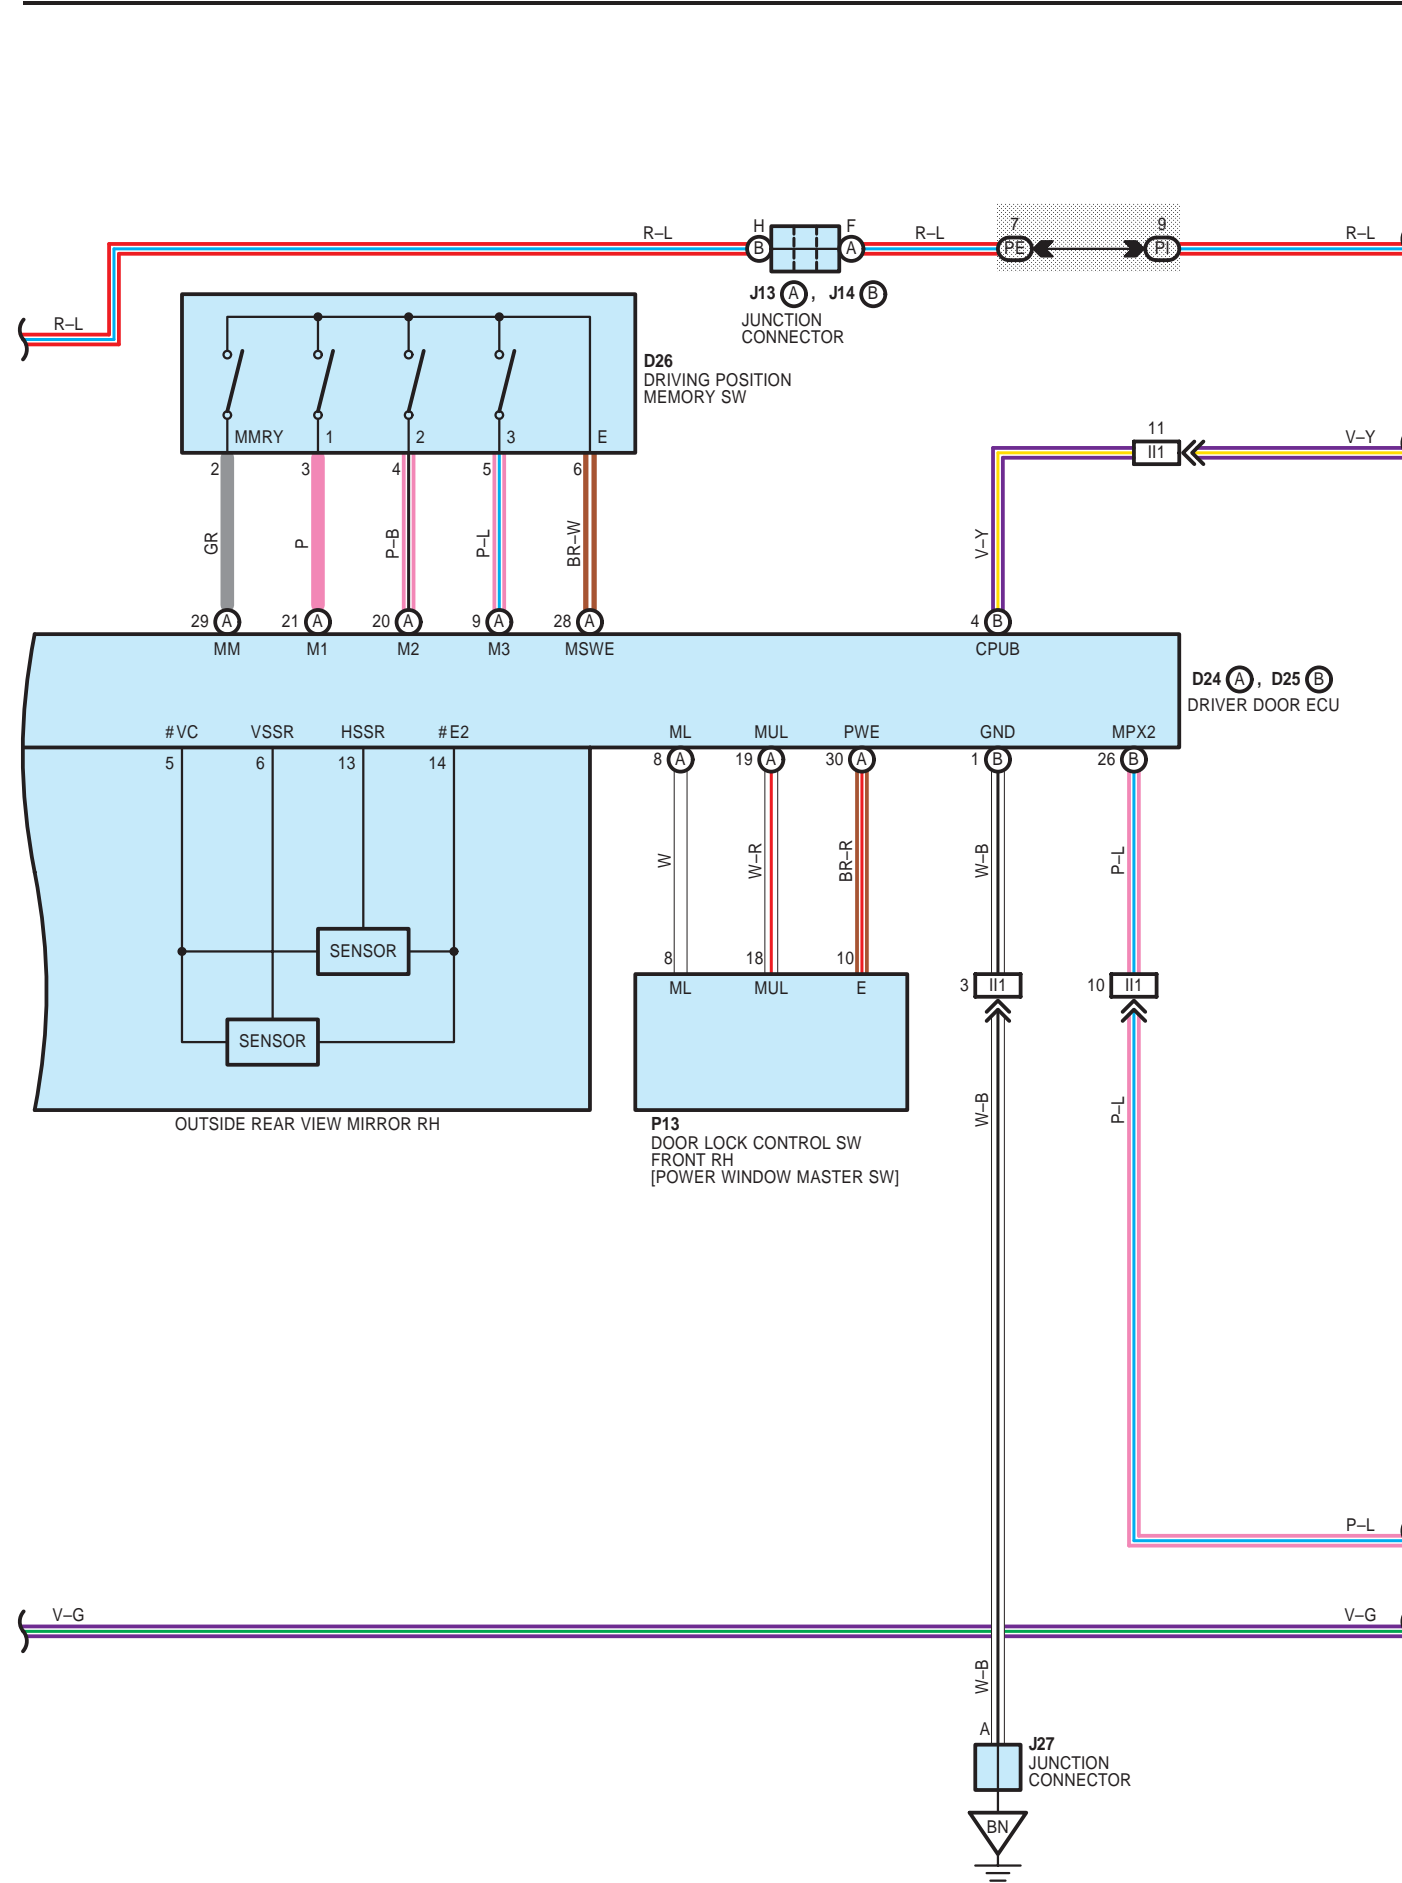 R–L
H
B
F
A
R–L
7
PE
9
PI
R–L
J13 A , J14 B
JUNCTION
CONNECTOR
R–L
D26
DRIVING POSITION
MEMORY SW
MMRY 1 2 3 E
2 3 4 5 6
GR P P–B P–L BR–W
11
II1
V–Y
V–Y
29 A 21 A 20 A 9 A 28 A 4 B
MM M1 M2 M3 MSWE CPUB
D24 A , D25 B
DRIVER DOOR ECU
#VC VSSR HSSR #E2 ML MUL PWE GND MPX2
5 6 13 14 8 A 19 A 30 A 1 B 26 B
W W–R BR–R W–B P–L
SENSOR
SENSOR
8 18 10
ML MUL E
3 II1 10 II1
OUTSIDE REAR VIEW MIRROR RH
P13
DOOR LOCK CONTROL SW
FRONT RH
[POWER WINDOW MASTER SW]
W–B P–L
P–L
V–G V–G
W–B
A
J27
JUNCTION
CONNECTOR
BN